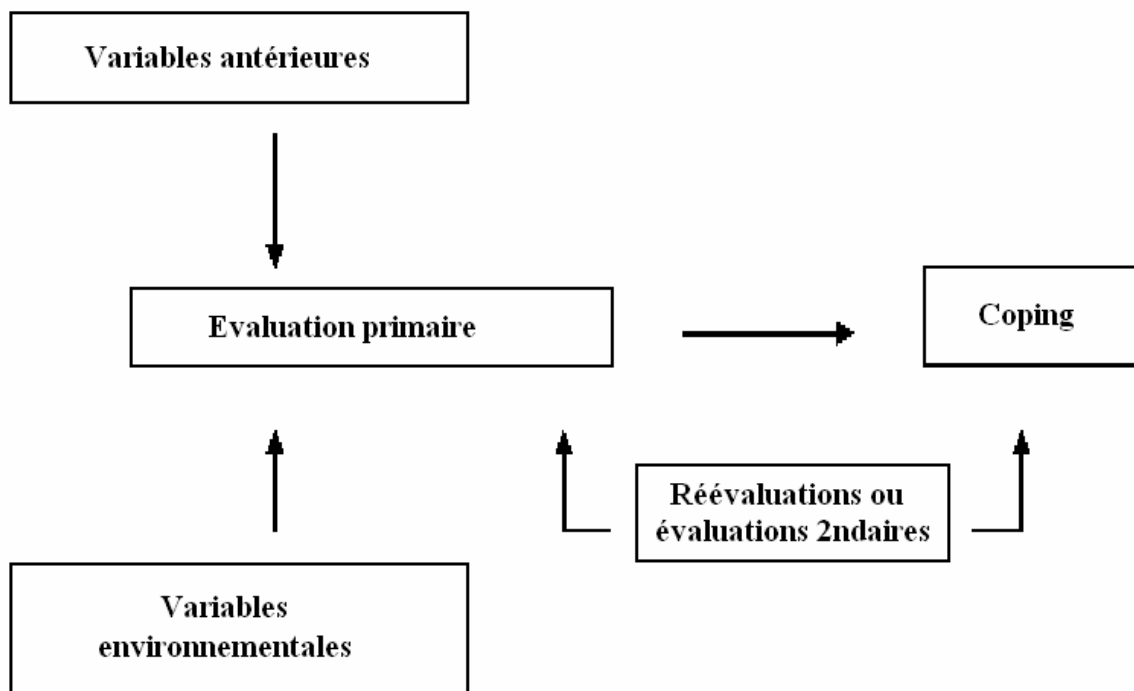 Variables antérieures
Evaluation primaire
Coping
Réévaluations ou
évaluations 2ndaires
Variables
environnementales